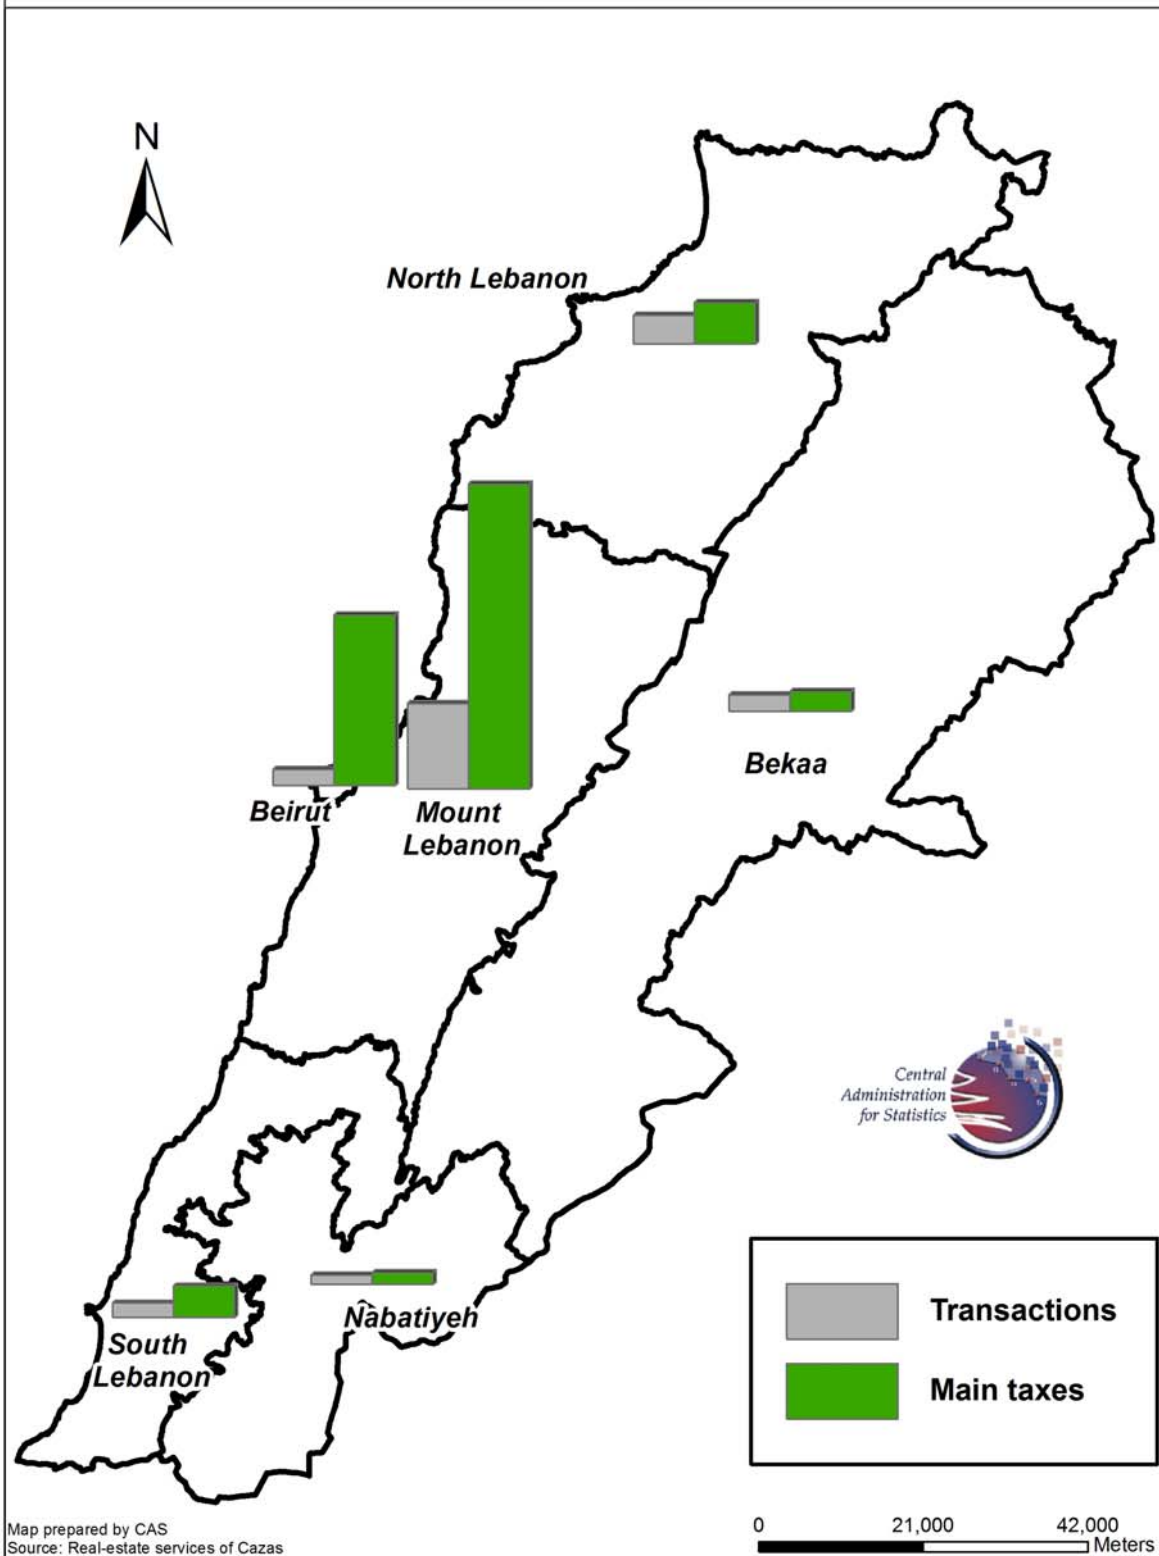 N
North Lebanon
Beirut
Mount
Lebanon
Bekaa
Central
Administration
for Statistics
South
Lebanon
Nabatiyeh
Transactions
Main taxes
Map prepared by CAS
Source: Real-estate services of Cazas
0 21,000 42,000
Meters